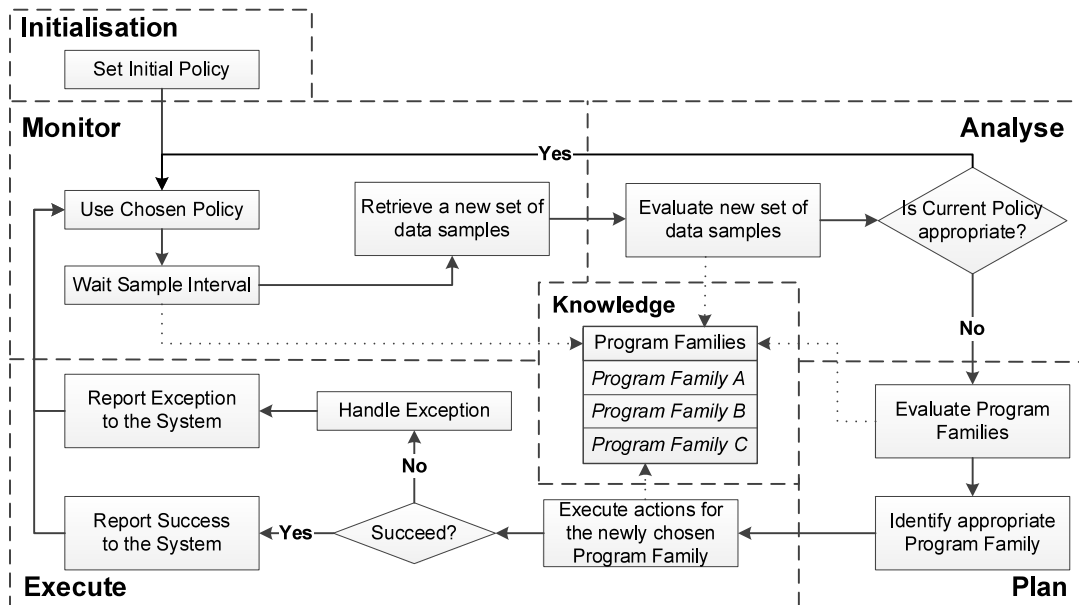 Initialisation
Set Initial Policy
Monitor
Analyse
Yes
Use Chosen Policy
Retrieve a new set of
data samples
Evaluate new set of
data samples
Is Current Policy
appropriate?
Wait Sample Interval
Knowledge
No
Program Families
Program Family A
Program Family B
Program Family C
Report Exception
to the System
Handle Exception
Evaluate Program
Families
No
Report Success
to the System
Yes
Succeed?
Execute actions for
the newly chosen
Program Family
Identify appropriate
Program Family
Execute
Plan